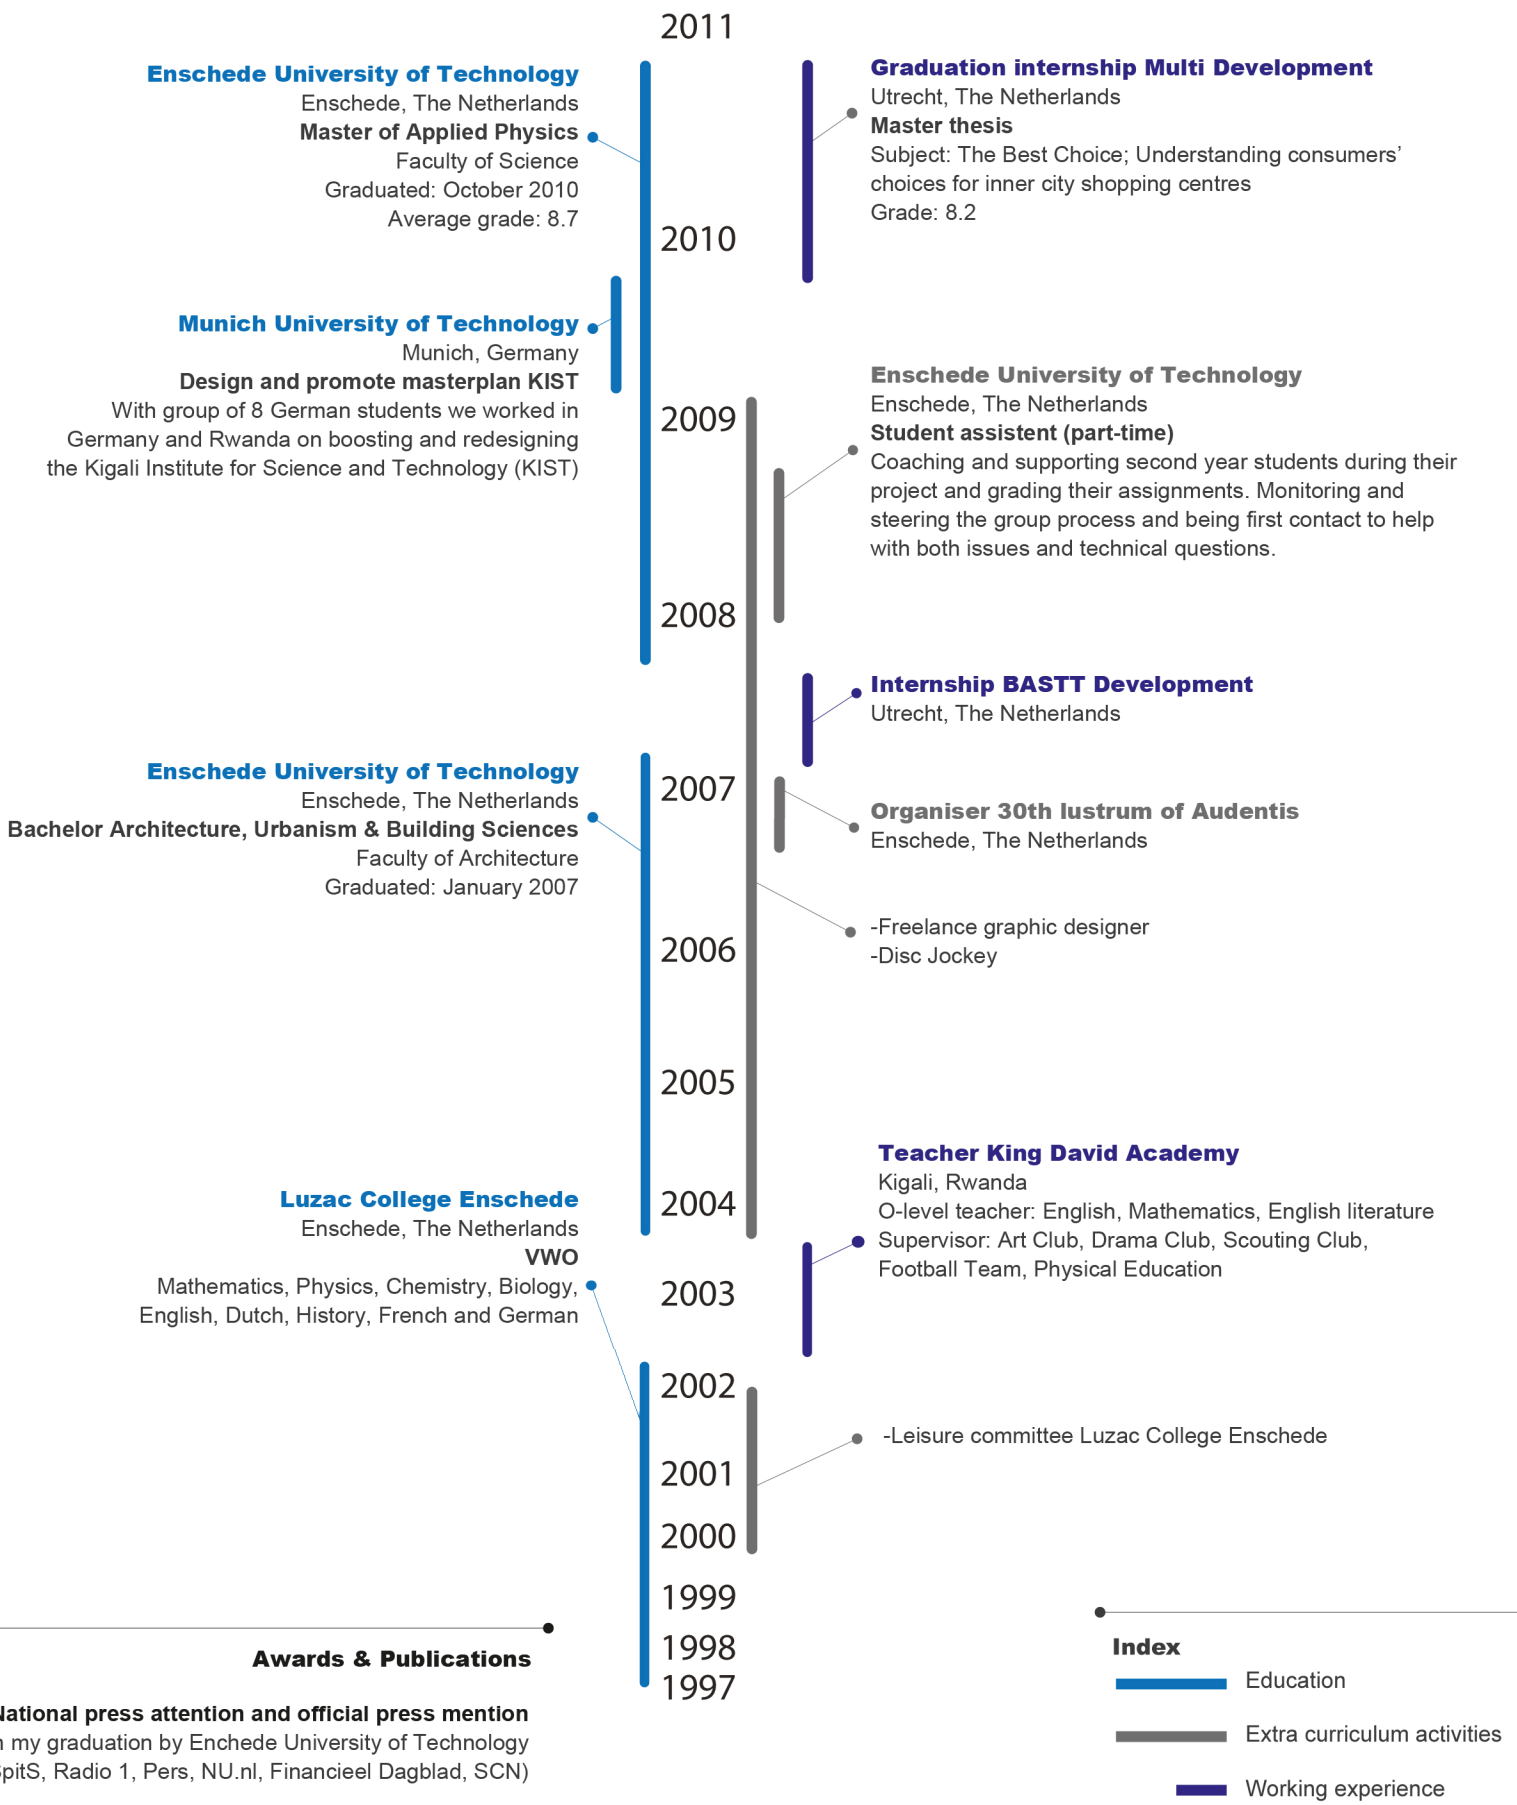 2011
Enschede University of Technology
Enschede, The Netherlands
Master of Applied Physics
Faculty of Science
Graduated: October 2010
Average grade: 8.7
Graduation internship Multi Development
Utrecht, The Netherlands
Master thesis
Subject: The Best Choice; Understanding consumers’
choices for inner city shopping centres
Grade: 8.2
2010
Munich University of Technology
Munich, Germany
Design and promote masterplan KIST
With group of 8 German students we worked in
Germany and Rwanda on boosting and redesigning
the Kigali Institute for Science and Technology (KIST)
Enschede University of Technology
Enschede, The Netherlands
Student assistent (part-time)
Coaching and supporting second year students during their
project and grading their assignments. Monitoring and
steering the group process and being first contact to help
with both issues and technical questions.
2009
2008
Internship BASTT Development
Utrecht, The Netherlands
Enschede University of Technology
Enschede, The Netherlands
Bachelor Architecture, Urbanism & Building Sciences
Faculty of Architecture
Graduated: January 2007
2007
Organiser 30th lustrum of Audentis
Enschede, The Netherlands
-Freelance graphic designer
-Disc Jockey
2006
2005
Teacher King David Academy
Kigali, Rwanda
O-level teacher: English, Mathematics, English literature
Supervisor: Art Club, Drama Club, Scouting Club,
Football Team, Physical Education
Luzac College Enschede
Enschede, The Netherlands
VWO
Mathematics, Physics, Chemistry, Biology,
English, Dutch, History, French and German
2004
2003
2002
-Leisure committee Luzac College Enschede
2001
2000
1999
1998
1997
Awards & Publications
National press attention and official press mention
my graduation by Enchede University of Technology
Radio 1, Pers, NU.nl, Financieel Dagblad, SCN)
Index
Education
Extra curriculum activities
Working experience